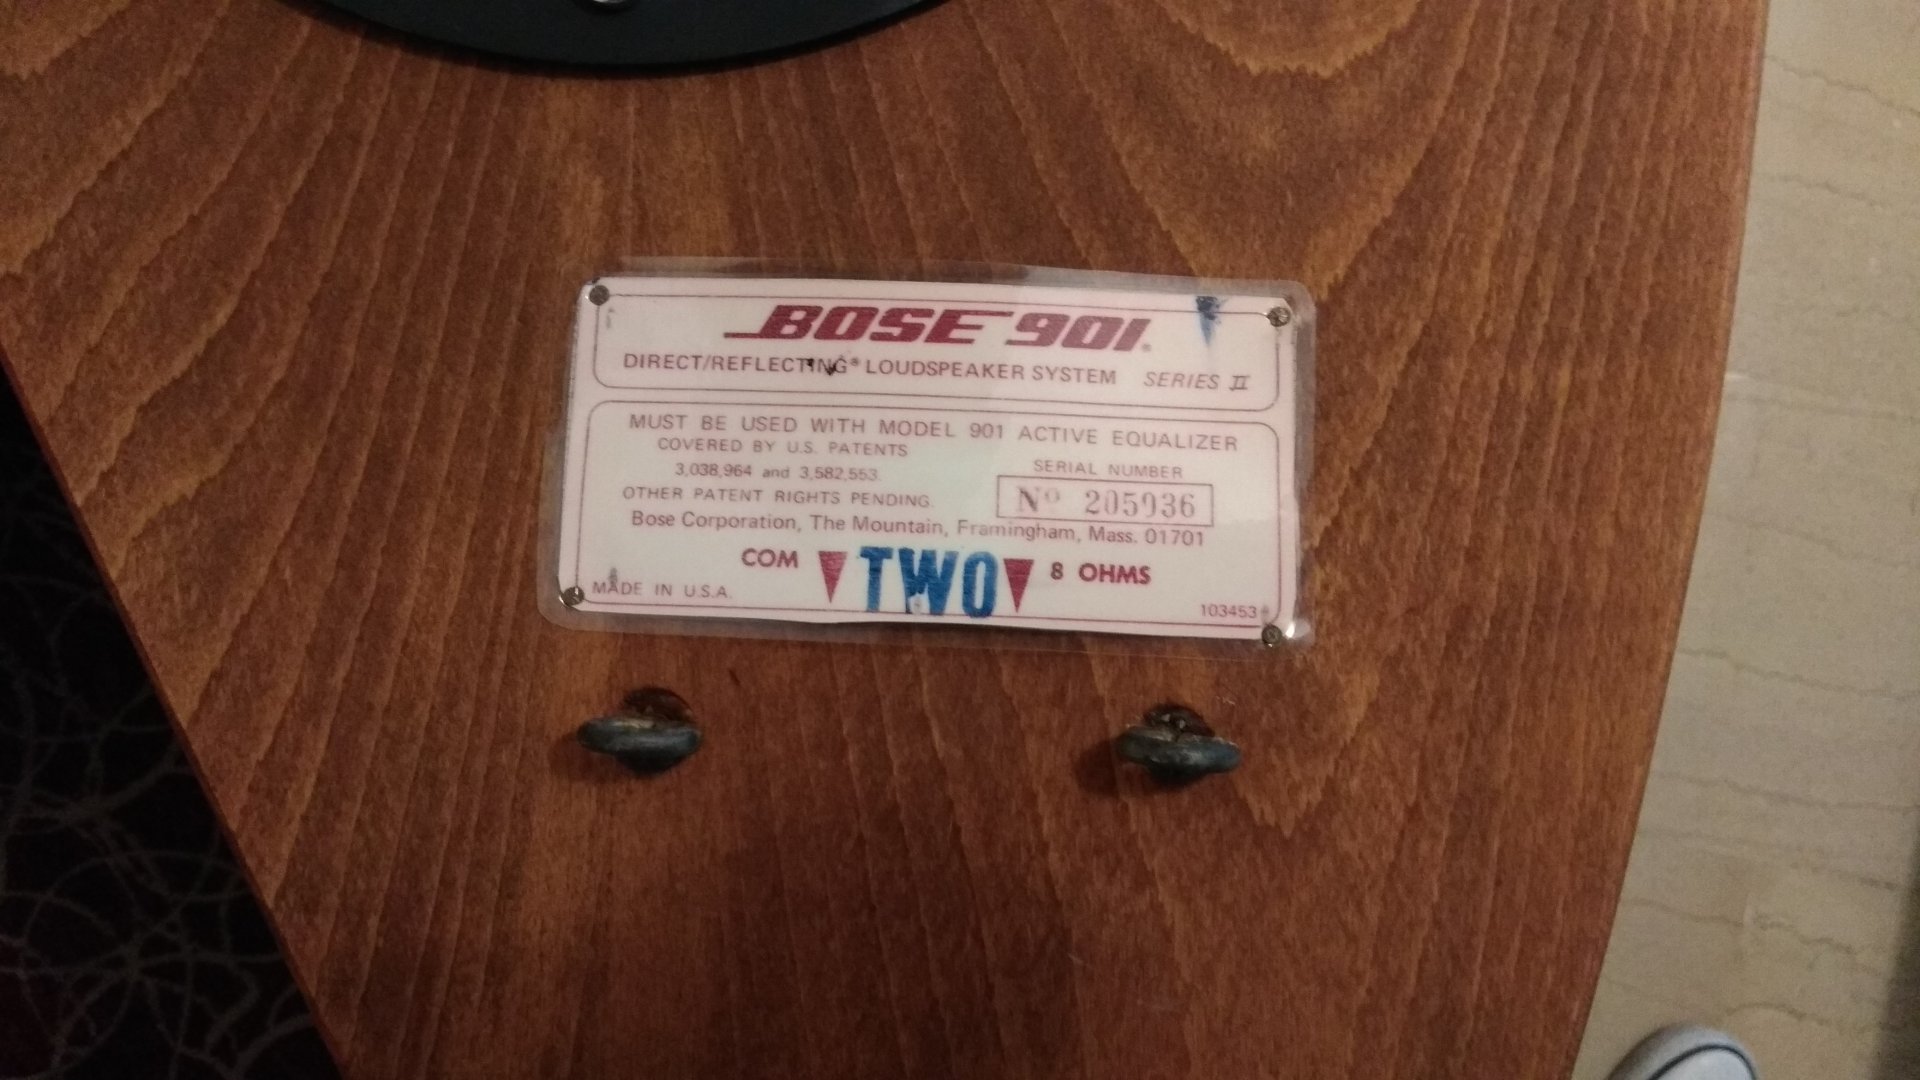 BOSE 901®
DIRECT/REFLECTING® LOUDSPEAKER SYSTEM SERIES II
MUST BE USED WITH MODEL 901 ACTIVE EQUALIZER
COVERED BY U.S. PATENTS
3,038,964 and 3,582,553.
OTHER PATENT RIGHTS PENDING.
SERIAL NUMBER
Nº 205936
Bose Corporation, The Mountain, Framingham, Mass. 01701
COM TWO 8 OHMS
MADE IN U.S.A.
103453